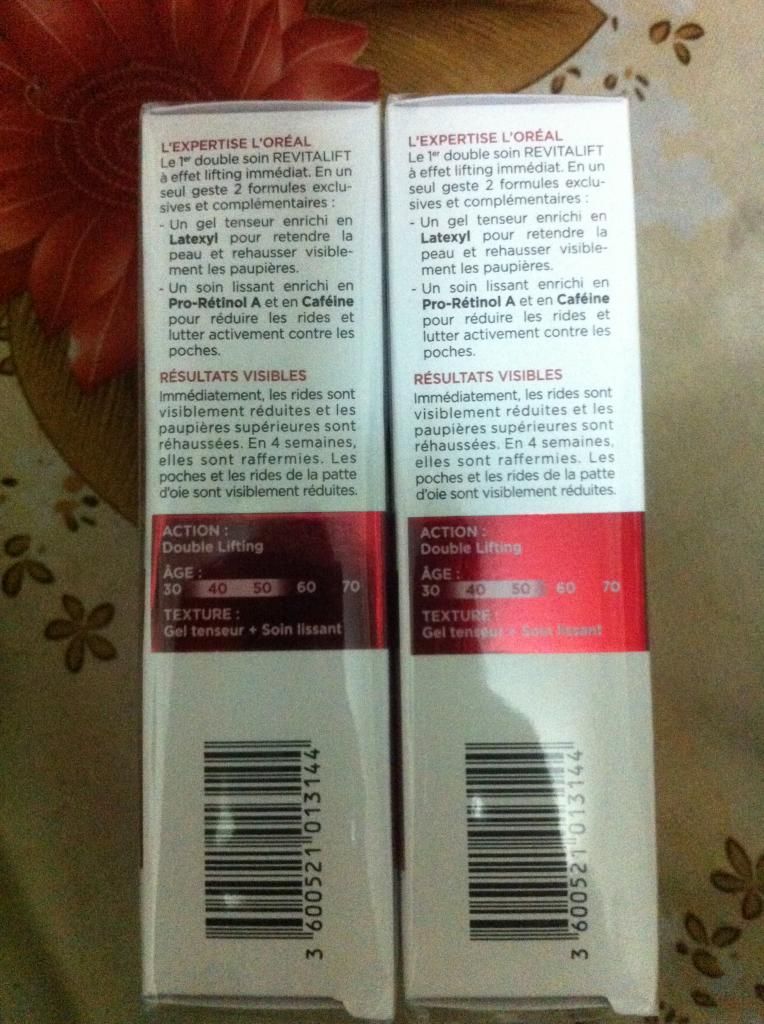 L'EXPERTISE L'ORÉAL
Le 1er double soin REVITALIFT
à effet lifting immédiat. En un
seul geste 2 formules exclu-
sives et complémentaires :
- Un gel tenseur enrichi en
Latexyl pour retendre la
peau et rehausser visible-
ment les paupières.
- Un soin lissant enrichi en
Pro-Rétinol A et en Caféine
pour réduire les rides et
lutter activement contre les
poches.
RÉSULTATS VISIBLES
Immédiatement, les rides sont
visiblement réduites et les
paupières supérieures sont
réhaussées. En 4 semaines,
elles sont raffermies. Les
poches et les rides de la patte
d'oie sont visiblement réduites.
ACTION :
Double Lifting
ÂGE :
30 40 50 60 70
TEXTURE :
Gel tenseur + Soin lissant
3 600521 013144
L'EXPERTISE L'ORÉAL
Le 1er double soin REVITALIFT
à effet lifting immédiat. En un
seul geste 2 formules exclu-
sives et complémentaires :
- Un gel tenseur enrichi en
Latexyl pour retendre la
peau et rehausser visible-
ment les paupières.
- Un soin lissant enrichi en
Pro-Rétinol A et en Caféine
pour réduire les rides et
lutter activement contre les
poches.
RÉSULTATS VISIBLES
Immédiatement, les rides sont
visiblement réduites et les
paupières supérieures sont
réhaussées. En 4 semaines,
elles sont raffermies. Les
poches et les rides de la patte
d'oie sont visiblement réduites.
ACTION :
Double Lifting
ÂGE :
30 40 50 60 70
TEXTURE :
Gel tenseur + Soin lissant
3 600521 013144